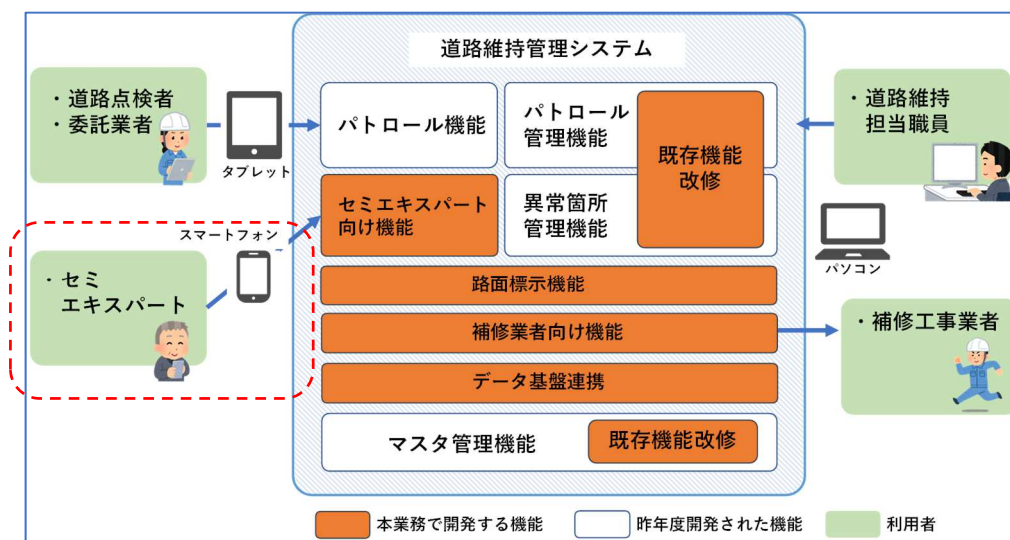 道路維持管理システム
・道路点検者
・委託業者
タブレット
パトロール機能
パトロール
管理機能
既存機能
改修
・道路維持
担当職員
セミエキスパート
向け機能
異常箇所
管理機能
スマートフォン
・セミ
エキスパート
パソコン
路面標示機能
補修業者向け機能
・補修工事業者
データ基盤連携
マスタ管理機能
既存機能改修
本業務で開発する機能
昨年度開発された機能
利用者